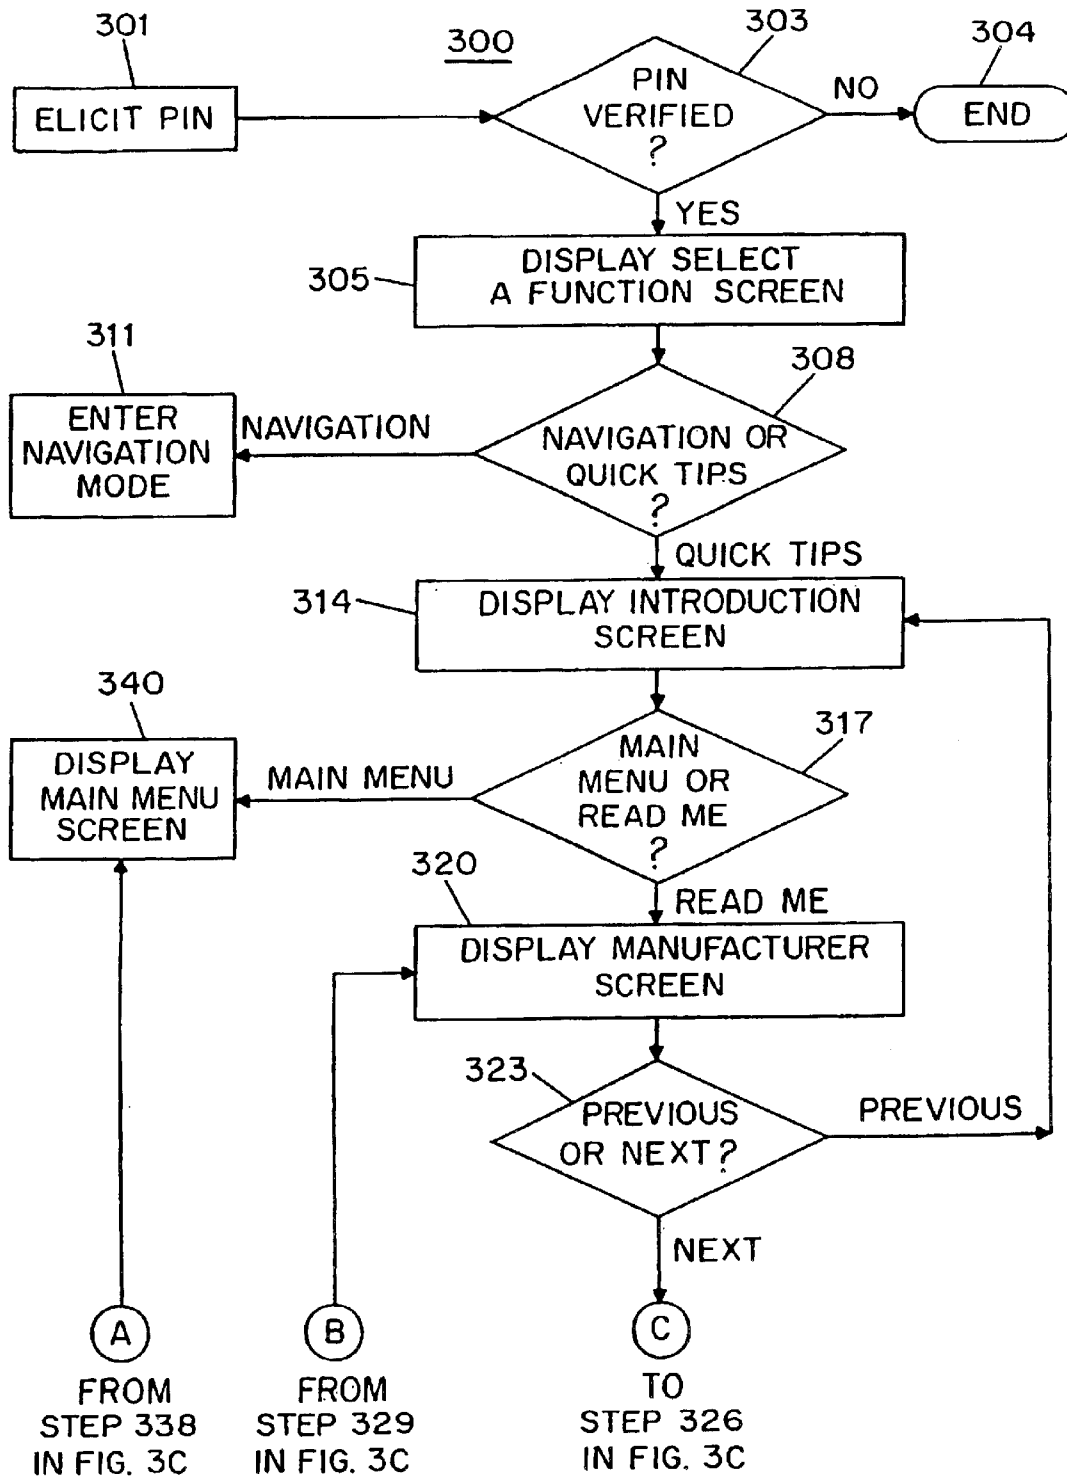 301
300
303
304
ELICIT PIN
PIN
VERIFIED
?
NO
END
YES
305
DISPLAY SELECT
A FUNCTION SCREEN
311
308
ENTER
NAVIGATION
MODE
NAVIGATION
NAVIGATION OR
QUICK TIPS
?
QUICK TIPS
314
DISPLAY INTRODUCTION
SCREEN
340
317
DISPLAY
MAIN MENU
SCREEN
MAIN MENU
MAIN
MENU OR
READ ME
?
320
READ ME
DISPLAY MANUFACTURER
SCREEN
323
PREVIOUS
OR NEXT?
PREVIOUS
NEXT
A
B
C
FROM
STEP 338
IN FIG. 3C
FROM
STEP 329
IN FIG. 3C
TO
STEP 326
IN FIG. 3C